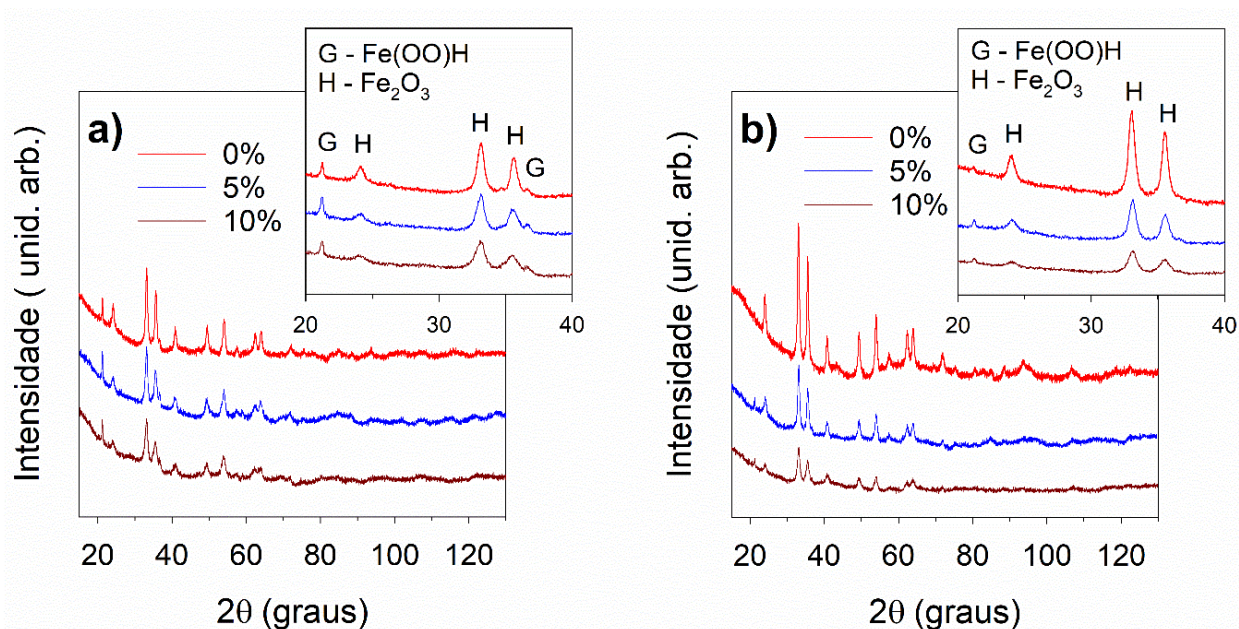 a)
0%
5%
10%
G - Fe(OO)H
H - Fe₂O₃
G H H H G
20 30 40
Intensidade ( unid. arb.)
20 40 60 80 100 120
2θ (graus)
b)
0%
5%
10%
G - Fe(OO)H
H - Fe₂O₃
G H H H
20 30 40
Intensidade (unid. arb.)
20 40 60 80 100 120
2θ (graus)